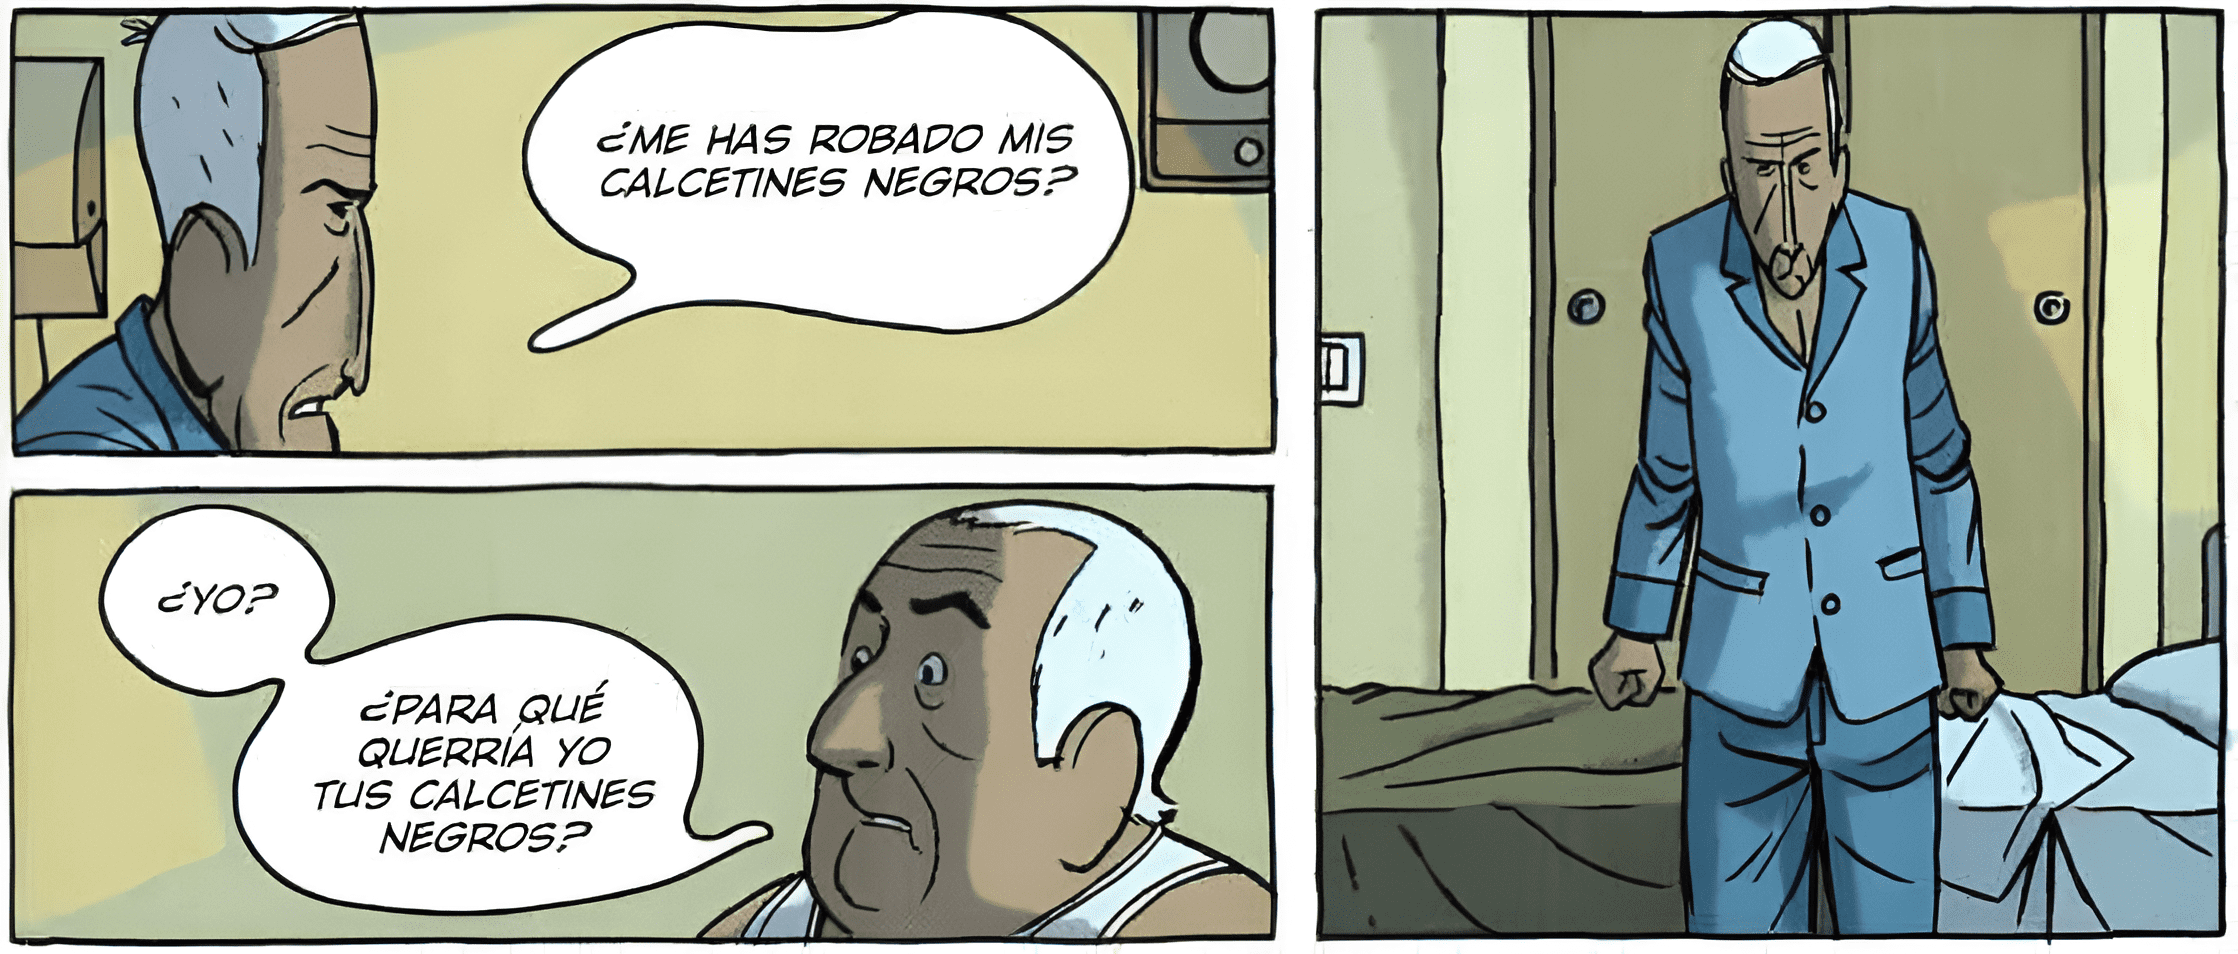 ¿ME HAS ROBADO MIS
CALCETINES NEGROS?
¿YO?
¿PARA QUÉ
QUERRÍA YO
TUS CALCETINES
NEGROS?